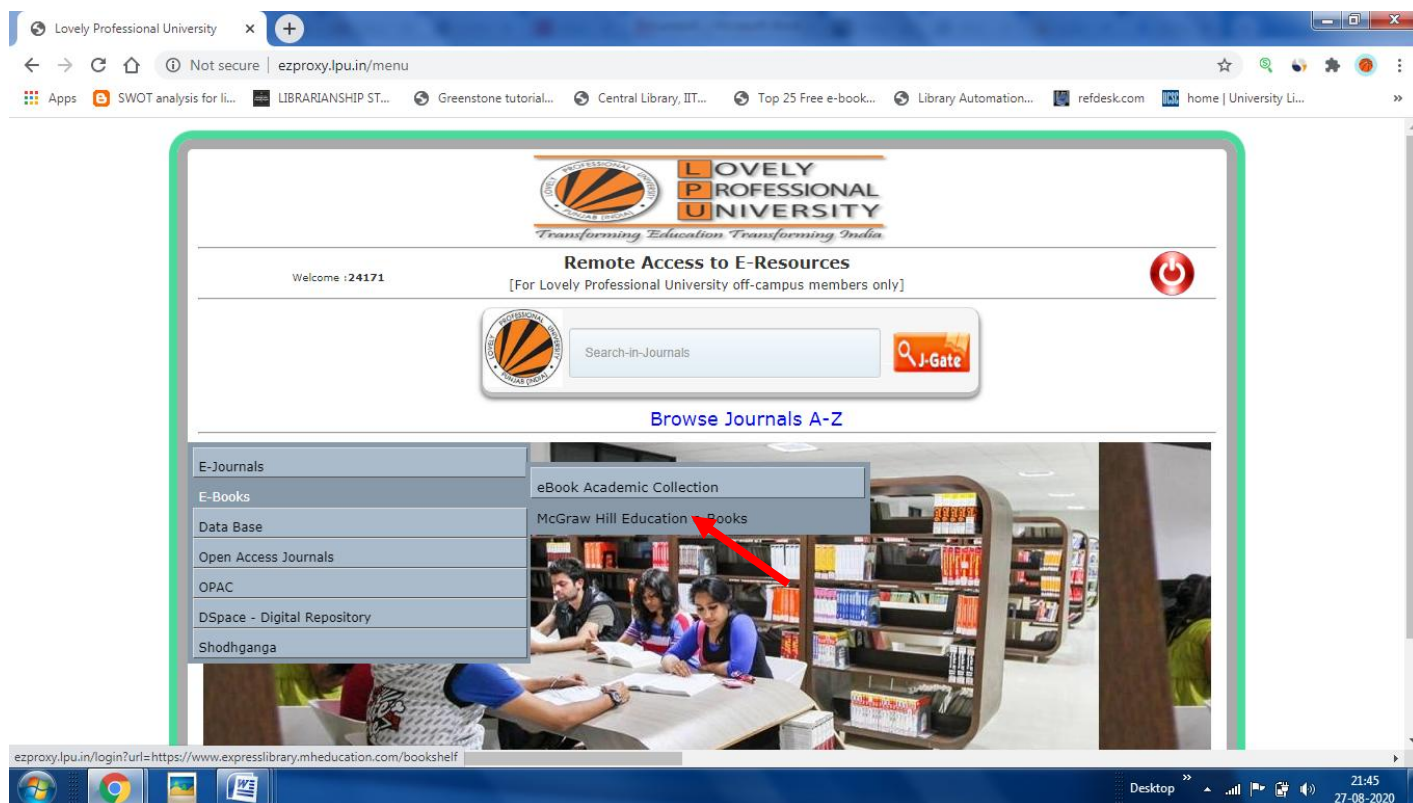 Lovely Professional University
Not secure | ezproxy.lpu.in/menu
Apps SWOT analysis for li... LIBRARIANSHIP ST... Greenstone tutorial... Central Library, IIT... Top 25 Free e-book... Library Automation... refdesk.com home | University Li... »
LOVELY
PROFESSIONAL
UNIVERSITY
Transforming Education Transforming India
Remote Access to E-Resources
Welcome :24171
[For Lovely Professional University off-campus members only]
Search-in-Journals
J-Gate
Browse Journals A-Z
E-Journals
E-Books
Data Base
Open Access Journals
OPAC
DSpace - Digital Repository
Shodhganga
eBook Academic Collection
McGraw Hill Education Books
ezproxy.lpu.in/login?url=https://www.expresslibrary.mheducation.com/bookshelf
Desktop »
21:45
27-08-2020